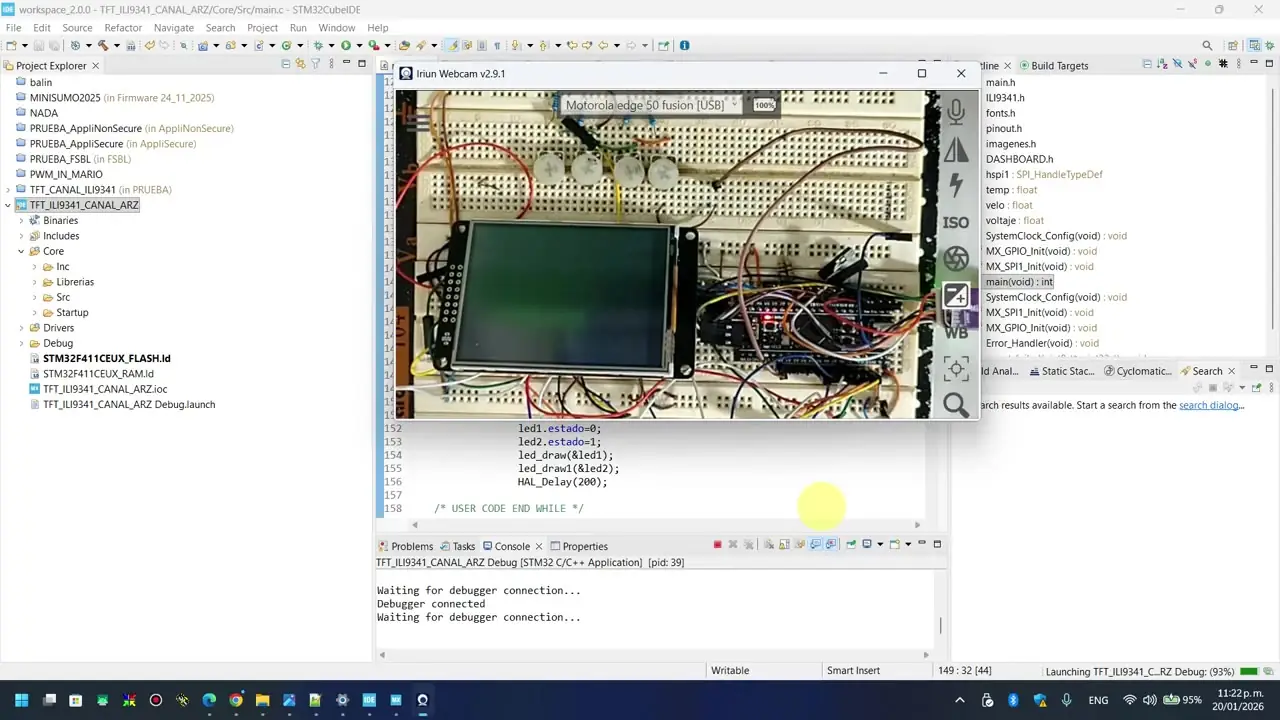 workspace_2.0.0 - TFT_ILI9341_CANAL_ARZ/Core/Src/main.c - STM32CubeIDE
File Edit Source Refactor Navigate Search Project Run Window Help
Project Explorer
balin
MINISUMO2025 (in Firmware 24_11_2025)
NADA
PRUEBA_AppliNonSecure (in AppliNonSecure)
PRUEBA_AppliSecure (in AppliSecure)
PRUEBA_FSBL (in FSBL)
PWM_IN_MARIO
TFT_CANAL_ILI9341 (in PRUEBA)
TFT_ILI9341_CANAL_ARZ
Binaries
Includes
Core
Inc
Librerias
Src
Startup
Drivers
Debug
STM32F411CEUX_FLASH.ld
STM32F411CEUX_RAM.ld
TFT_ILI9341_CANAL_ARZ.ioc
TFT_ILI9341_CANAL_ARZ Debug.launch
Iriun Webcam v2.9.1
Motorola edge 50 fusion [USB]
100%
ISO
WB
152 led1.estado=0;
153 led2.estado=1;
154 led_draw(&led1);
155 led_draw1(&led2);
156 HAL_Delay(200);
157
158 /* USER CODE END WHILE */
Problems Tasks Console Properties
TFT_ILI9341_CANAL_ARZ Debug [STM32 C/C++ Application] [pid: 39]
Waiting for debugger connection...
Debugger connected
Waiting for debugger connection...
tline Build Targets
main.h
ILI9341.h
fonts.h
pinout.h
imagenes.h
DASHBOARD.h
hspi1 : SPI_HandleTypeDef
temp : float
velo : float
voltaje : float
SystemClock_Config(void) : void
MX_GPIO_Init(void) : void
MX_SPI1_Init(void) : void
main(void) : int
SystemClock_Config(void) : void
MX_SPI1_Init(void) : void
MX_GPIO_Init(void) : void
Error_Handler(void) : void
ld Anal... Static Stac... Cyclomatic... Search
arch results available. Start a search from the search dialog...
Writable Smart Insert 149 : 32 [44] Launching TFT_ILI9341_C...RZ Debug: (93%)
ENG 95% 11:22 p.m.
20/01/2026